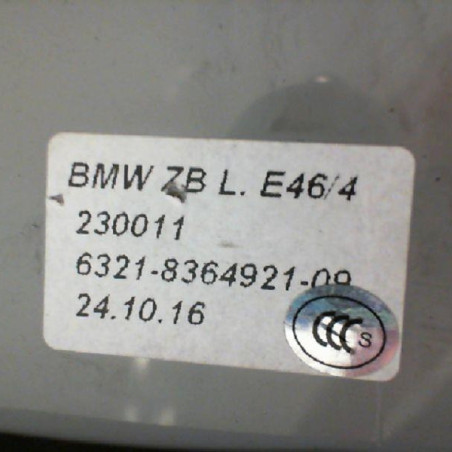 BMW ZB L. E46/4
230011
6321-8364921-09
24.10.16
CCC S